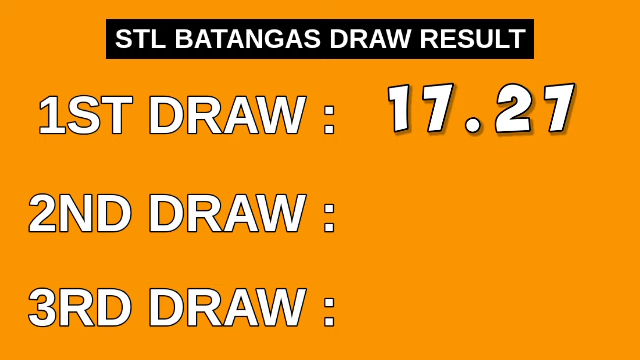 STL BATANGAS DRAW RESULT
1ST DRAW : 17.27
2ND DRAW :
3RD DRAW :